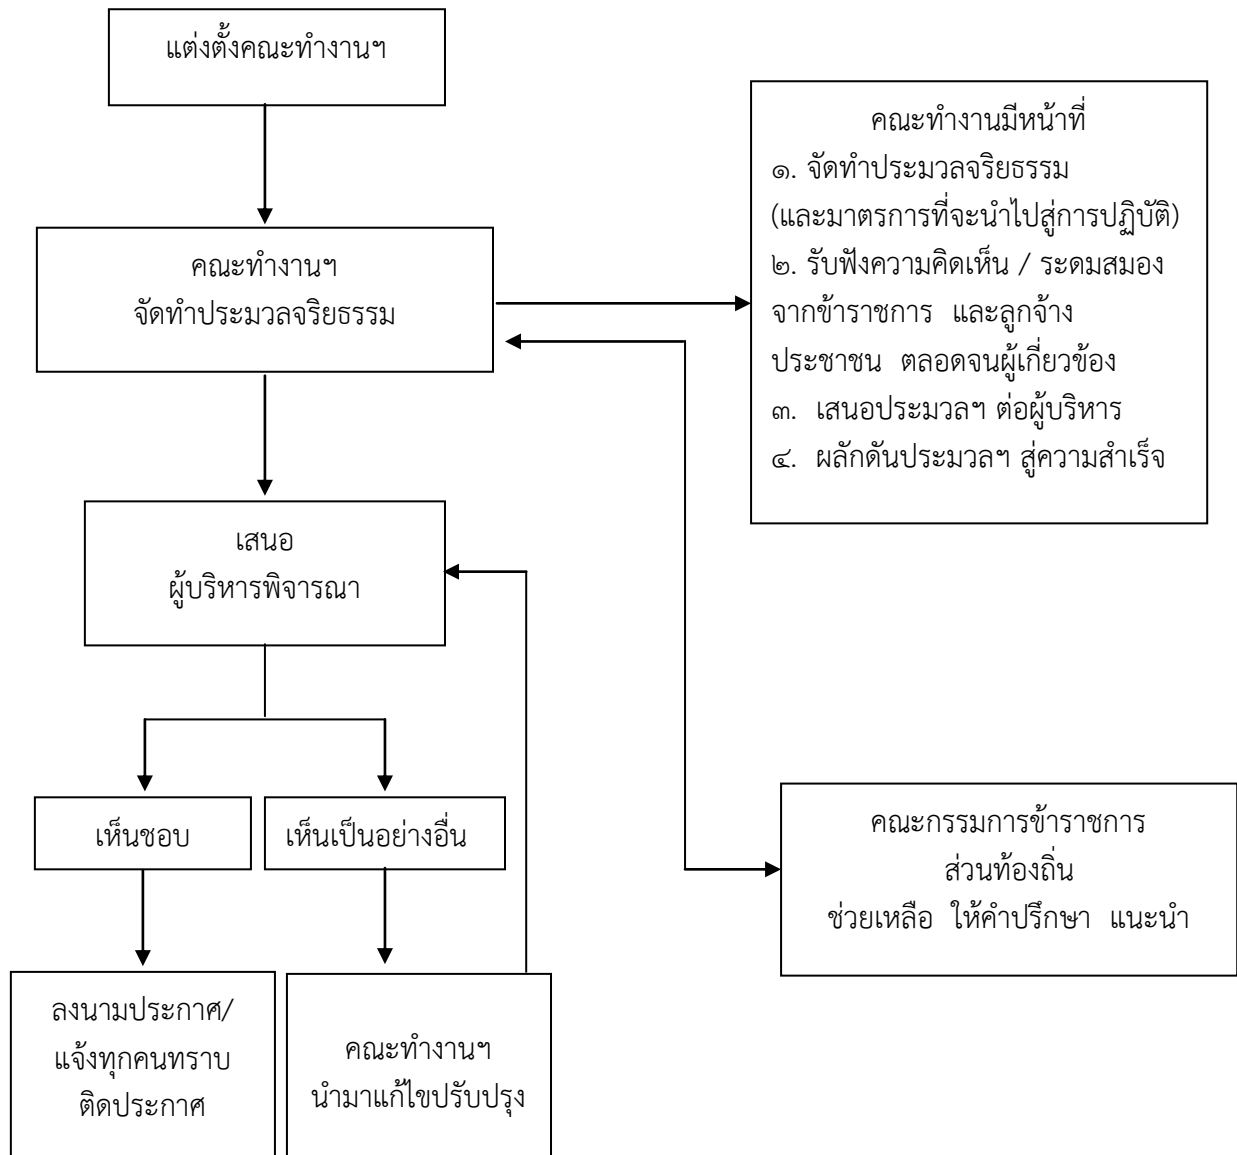 แต่งตั้งคณะทำงานฯ
คณะทำงานฯ
จัดทำประมวลจริยธรรม
คณะทำงานมีหน้าที่
๑. จัดทำประมวลจริยธรรม
(และมาตรการที่จะนำไปสู่การปฏิบัติ)
๒. รับฟังความคิดเห็น / ระดมสมอง
จากข้าราชการ และลูกจ้าง
ประชาชน ตลอดจนผู้เกี่ยวข้อง
๓. เสนอประมวลฯ ต่อผู้บริหาร
๔. ผลักดันประมวลฯ สู่ความสำเร็จ
เสนอ
ผู้บริหารพิจารณา
เห็นชอบ
เห็นเป็นอย่างอื่น
คณะกรรมการข้าราชการ
ส่วนท้องถิ่น
ช่วยเหลือ ให้คำปรึกษา แนะนำ
ลงนามประกาศ/
แจ้งทุกคนทราบ
ติดประกาศ
คณะทำงานฯ
นำมาแก้ไขปรับปรุง